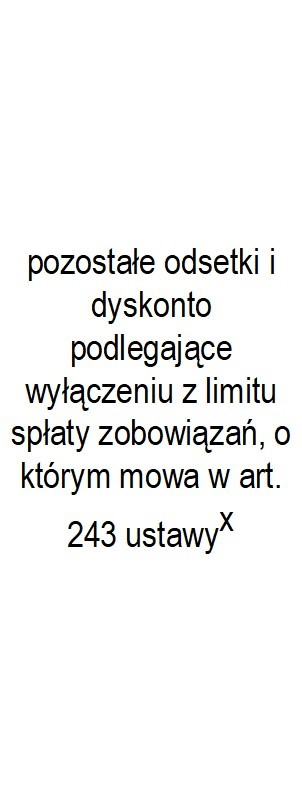 pozostałe odsetki i
dyskonto
podlegające
wyłączeniu z limitu
spłaty zobowiązań, o
którym mowa w art.
243 ustawyx